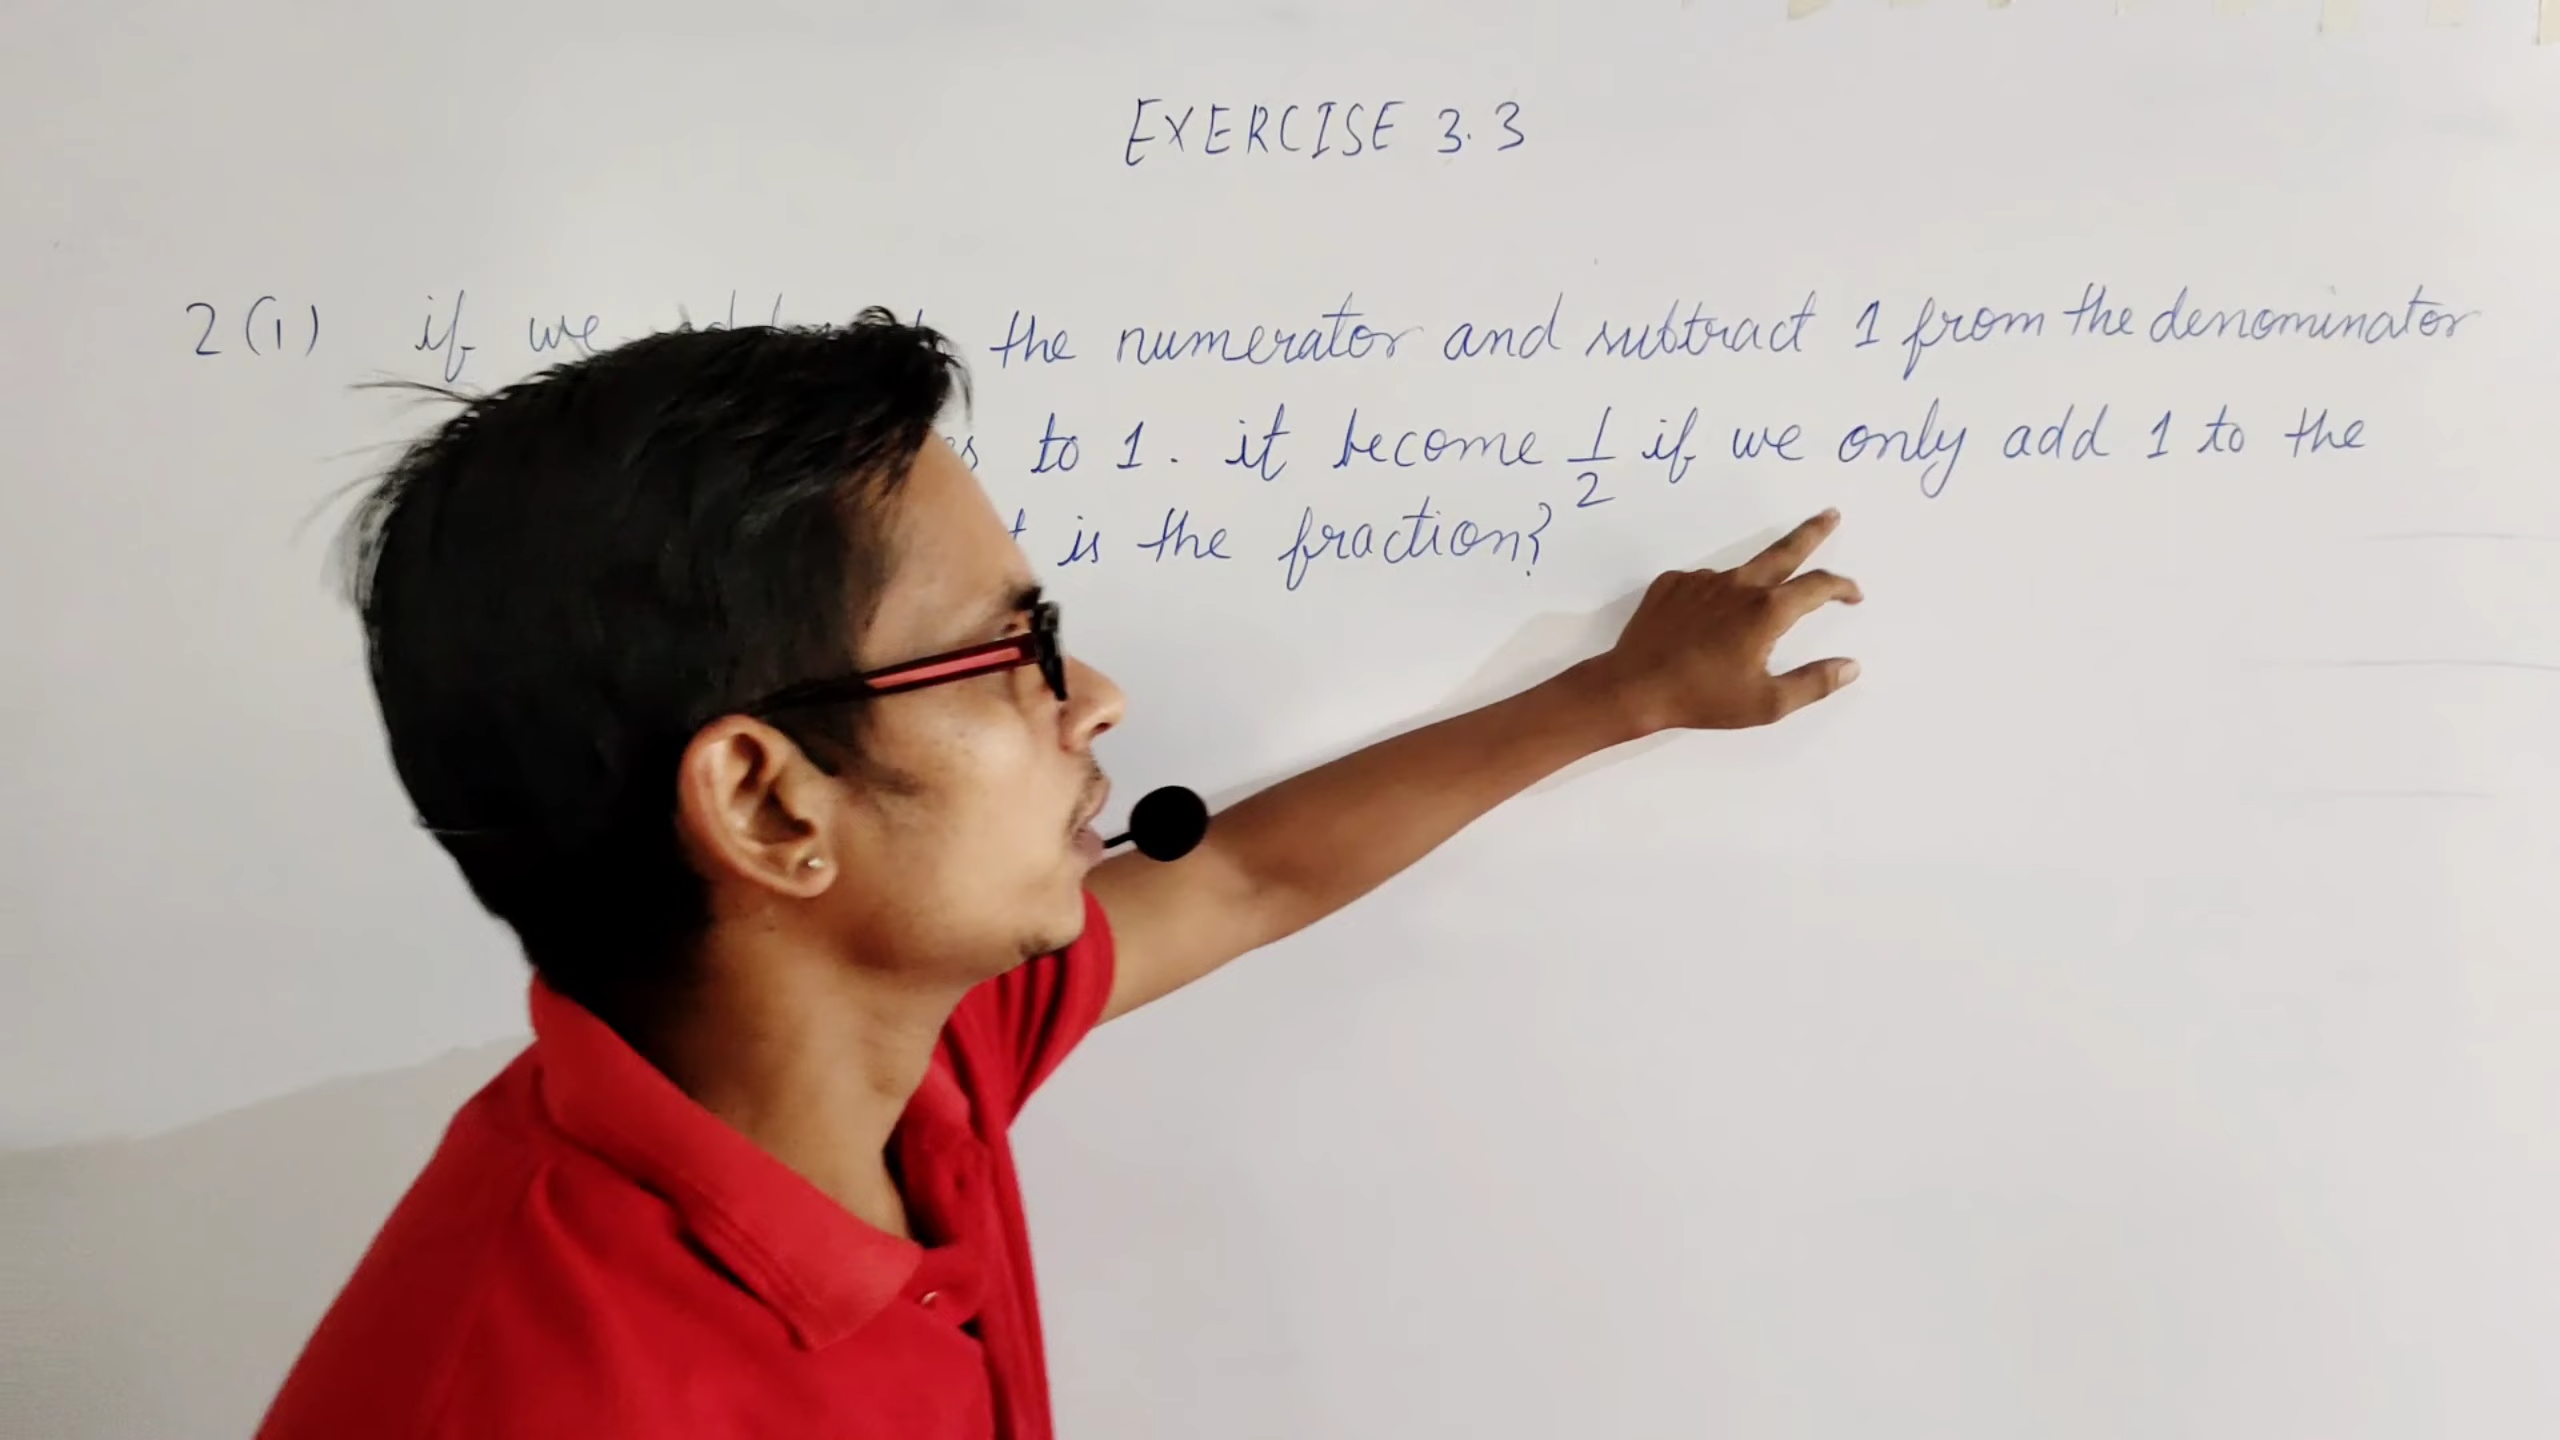 EXERCISE 3.3
2(i) if we the numerator and subtract 1 from the denominator
to 1. it become 1/2 if we only add 1 to the
is the fraction?